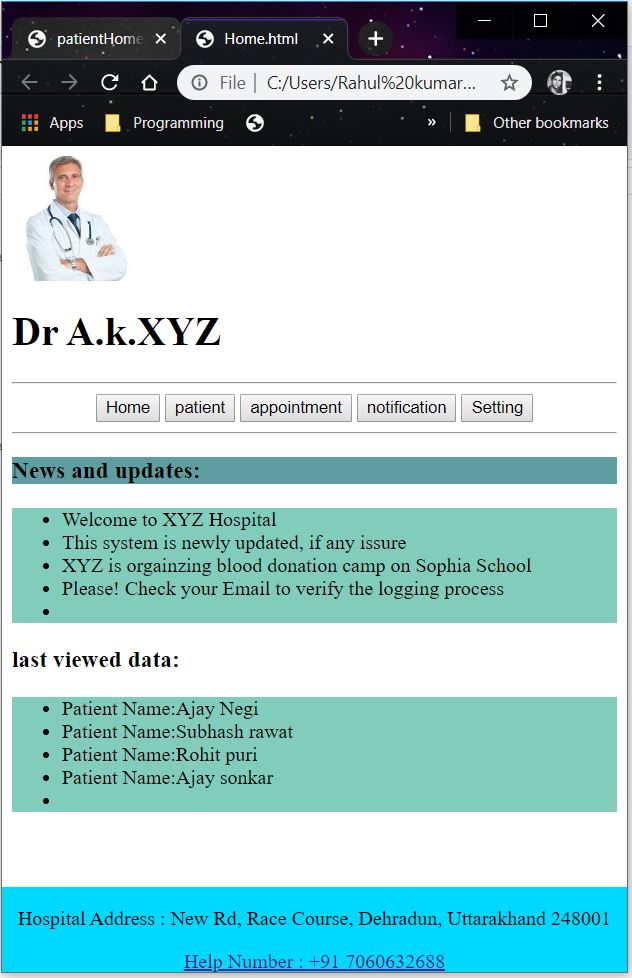 patientHome
Home.html
File
C:/Users/Rahul%20kumar...
Apps
Programming
»
Other bookmarks
Dr A.k.XYZ
Home patient appointment notification Setting
News and updates:
Welcome to XYZ Hospital
This system is newly updated, if any issure
XYZ is orgainzing blood donation camp on Sophia School
Please! Check your Email to verify the logging process
last viewed data:
Patient Name:Ajay Negi
Patient Name:Subhash rawat
Patient Name:Rohit puri
Patient Name:Ajay sonkar
Hospital Address : New Rd, Race Course, Dehradun, Uttarakhand 248001
Help Number : +91 7060632688